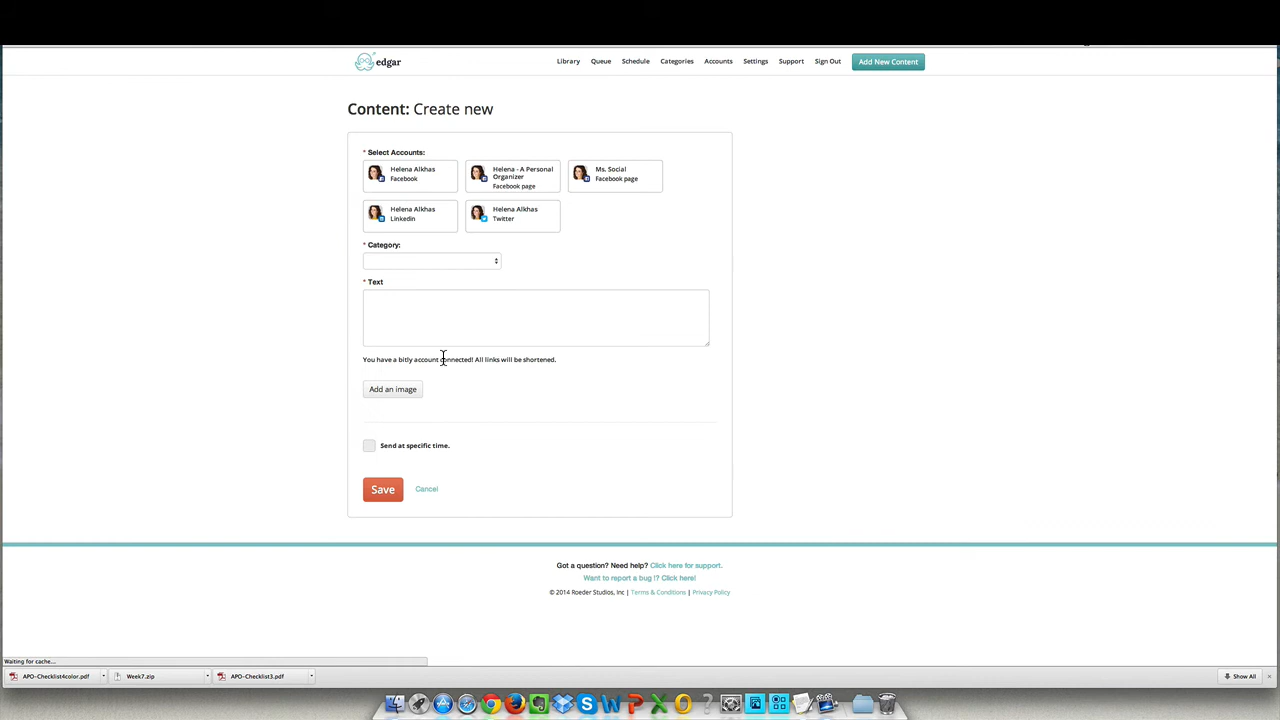 edgar
Library Queue Schedule Categories Accounts Settings Support Sign Out Add New Content
Content: Create new
* Select Accounts:
Helena Alkhas
Facebook
Helena - A Personal
Organizer
Facebook page
Ms. Social
Facebook page
Helena Alkhas
Linkedin
Helena Alkhas
Twitter
* Category:
* Text
You have a bitly account connected! All links will be shortened.
Add an image
Send at specific time.
Save Cancel
Got a question? Need help? Click here for support.
Want to report a bug !? Click here!
© 2014 Roeder Studios, Inc | Terms & Conditions | Privacy Policy
Waiting for cache...
APO-Checklist4color.pdf Week7.zip APO-Checklist3.pdf Show All